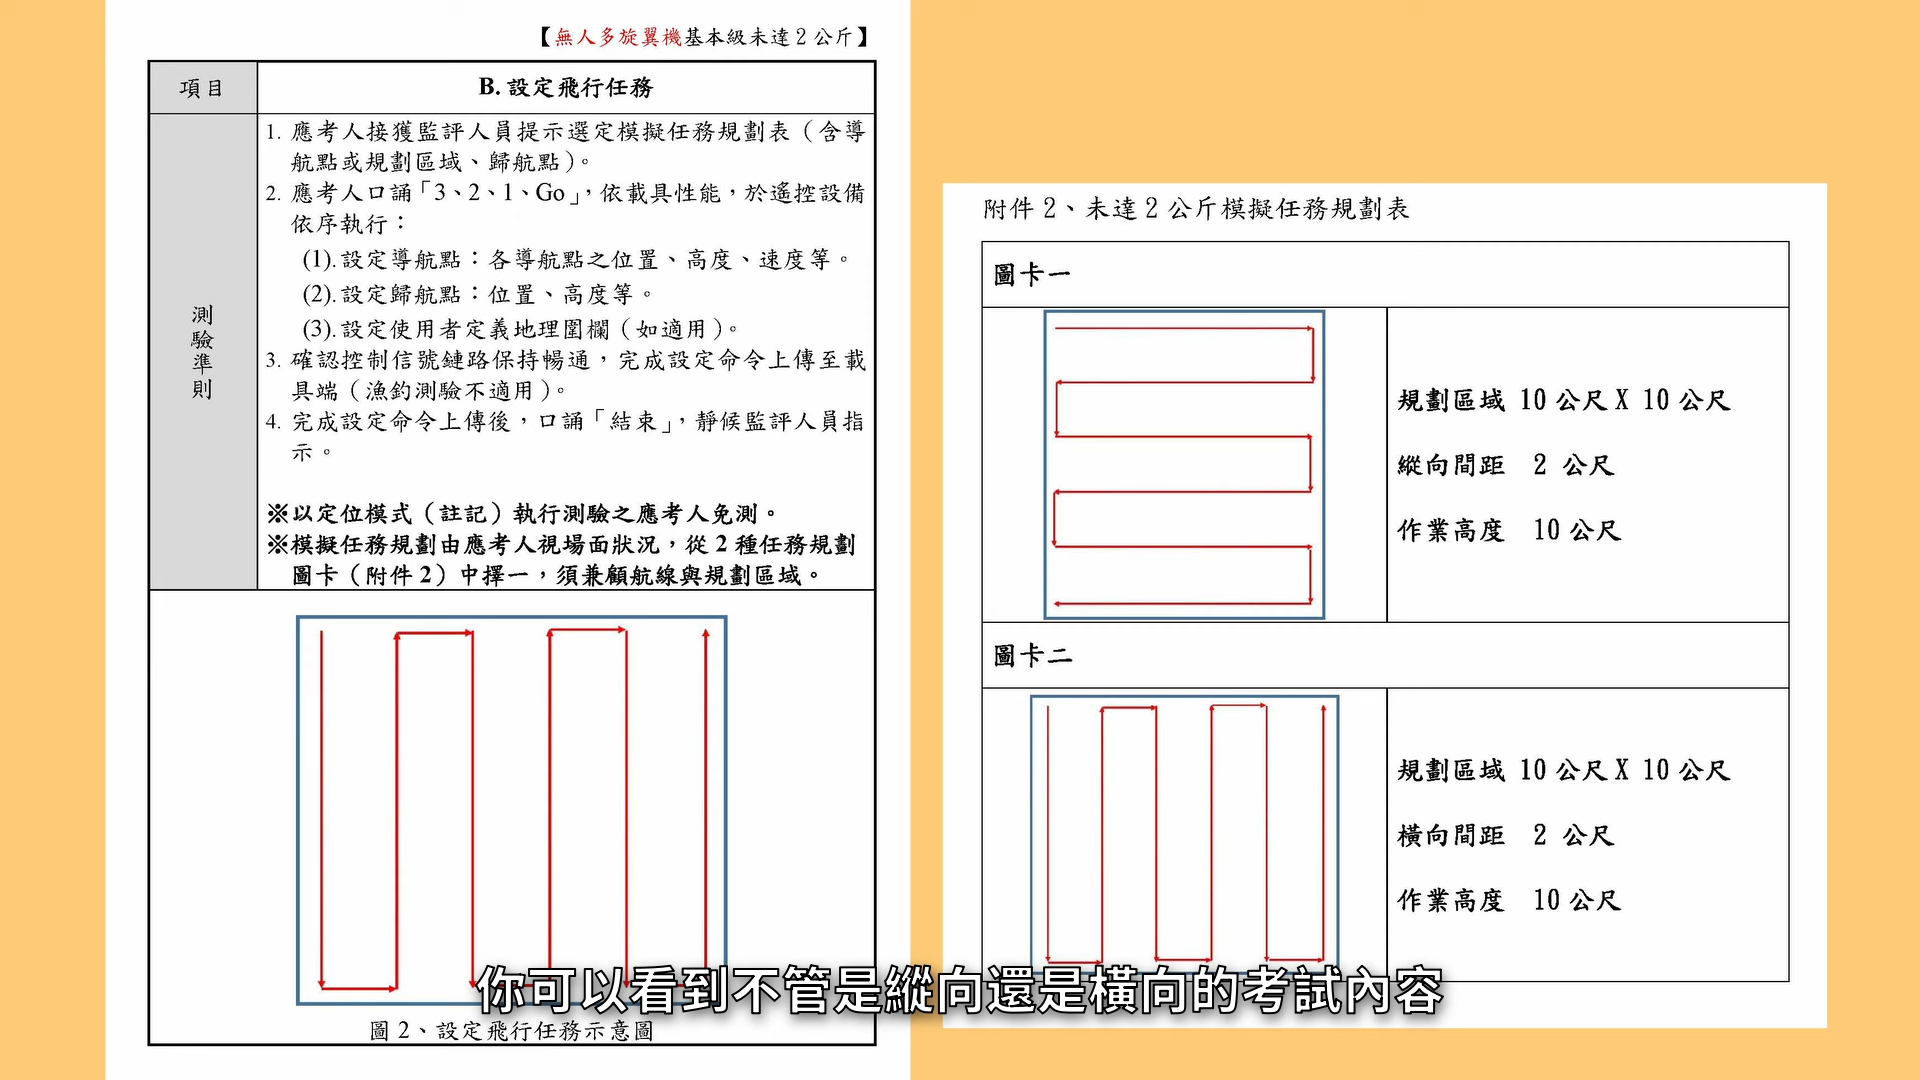 【無人多旋翼機基本級未達2公斤】
項目
B. 設定飛行任務
測驗準則
1. 應考人接獲監評人員提示選定模擬任務規劃表（含導
航點或規劃區域、歸航點）。
2. 應考人口誦「3、2、1、Go」，依載具性能，於遙控設備
依序執行：
(1). 設定導航點：各導航點之位置、高度、速度等。
(2). 設定歸航點：位置、高度等。
(3). 設定使用者定義地理圍欄（如適用）。
3. 確認控制信號鏈路保持暢通，完成設定命令上傳至載
具端（漁釣測驗不適用）。
4. 完成設定命令上傳後，口誦「結束」，靜候監評人員指
示。
※以定位模式（註記）執行測驗之應考人免測。
※模擬任務規劃由應考人視場面狀況，從2種任務規劃
圖卡（附件2）中擇一，須兼顧航線與規劃區域。
圖2、設定飛行任務示意圖
附件2、未達2公斤模擬任務規劃表
圖卡一
規劃區域 10公尺X 10公尺
縱向間距 2 公尺
作業高度 10公尺
圖卡二
規劃區域 10公尺X 10公尺
橫向間距 2 公尺
作業高度 10公尺
你可以看到不管是縱向還是橫向的考試內容